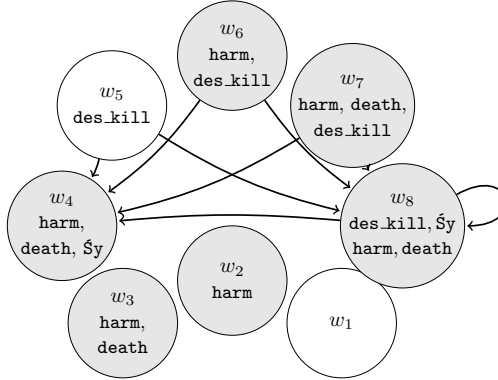 w₆
harm,
des_kill
w₇
harm, death,
des_kill
w₅
des_kill
w₄
harm,
death, Śy
w₈
des_kill, Śy
harm, death
w₂
harm
w₃
harm,
death
w₁